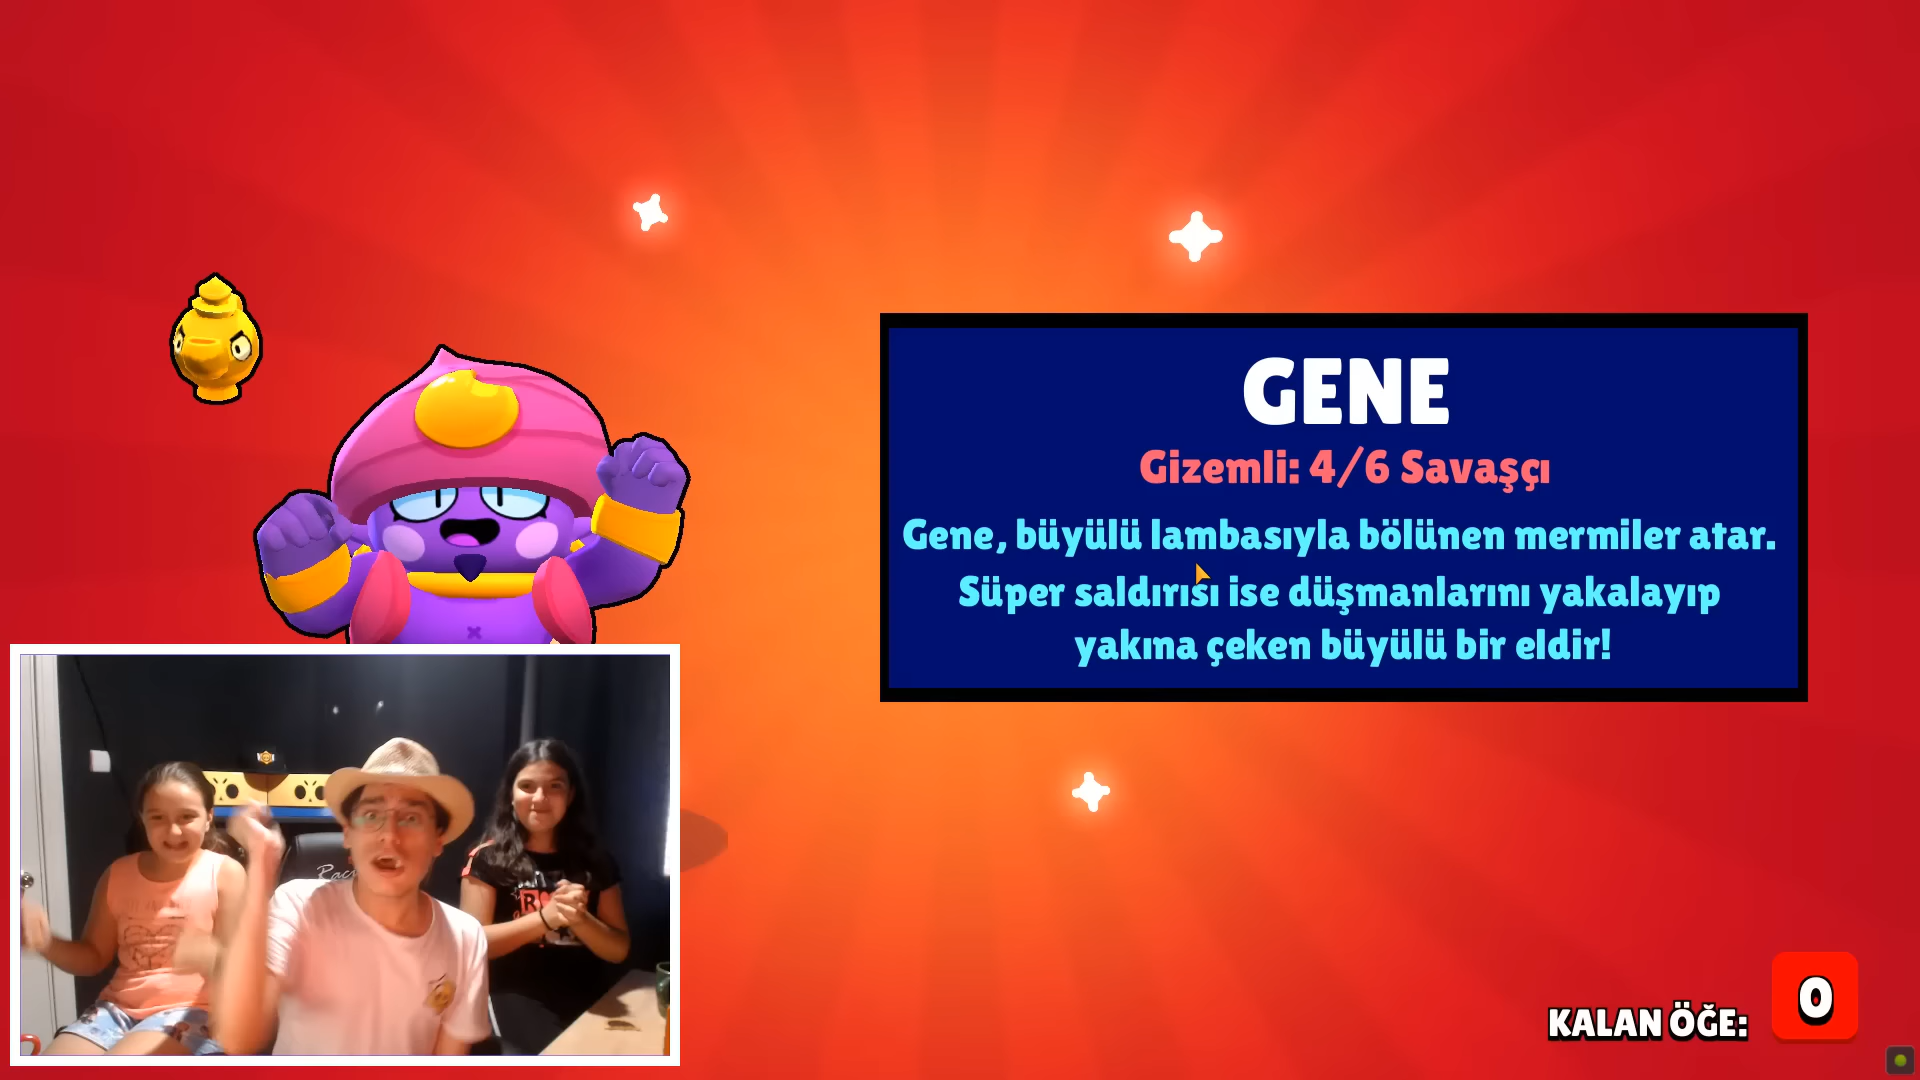 GENE
Gizemli: 4/6 Savaşçı
Gene, büyülü lambasıyla bölünen mermiler atar.
Süper saldırısı ise düşmanlarını yakalayıp
yakına çeken büyülü bir eldir!
KALAN ÖĞE: 0